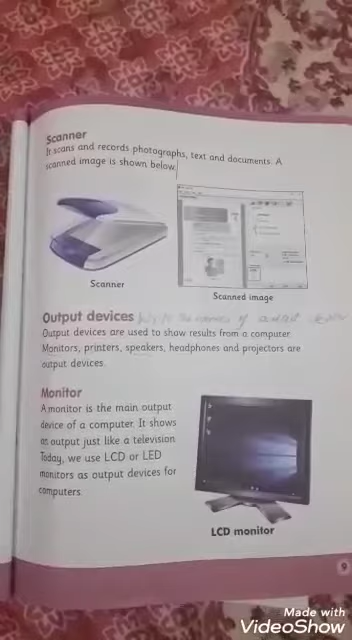 Scanner
It scans and records photographs, text and documents. A
scanned image is shown below.
Scanner
Scanned image
Output devices
Output devices are used to show results from a computer.
Monitors, printers, speakers, headphones and projectors are
output devices.
Monitor
A monitor is the main output
device of a computer. It shows
an output just like a television.
Today, we use LCD or LED
monitors as output devices for
computers.
LCD monitor
9
Made with
VideoShow